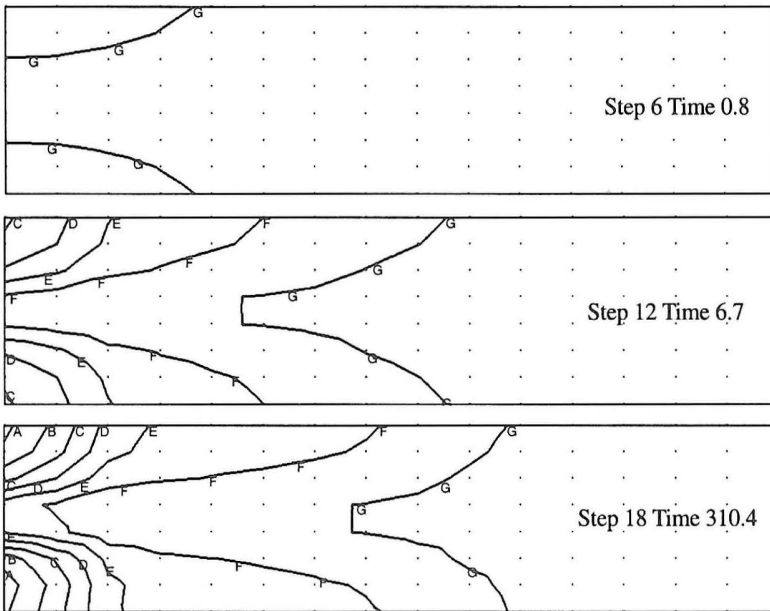 G
G
G
Step 6 Time 0.8
G
G
C D E F G
F G
E F G
F
Step 12 Time 6.7
D E F G
F
C G
A B C D E F G
F
C D E F F G
G
Step 18 Time 310.4
F
B C D E F F G
A